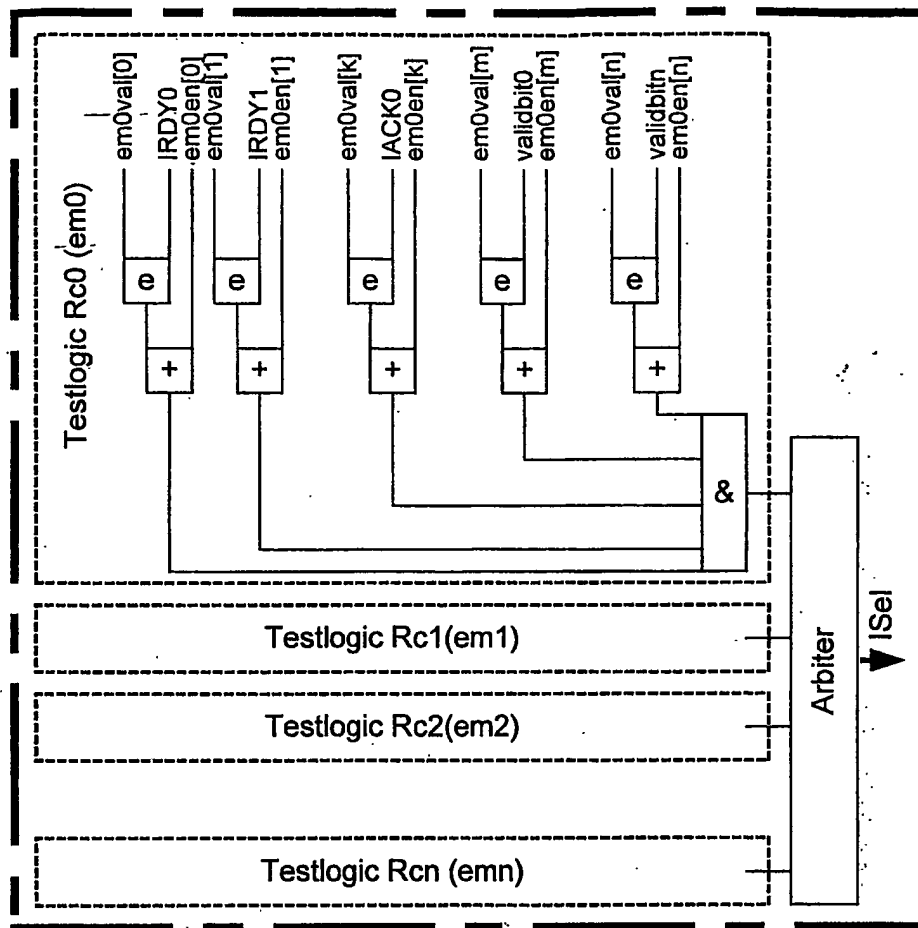 em0val[0]
IRDY0
em0en[0]
em0val[1]
IRDY1
em0en[1]
em0val[k]
IACK0
em0en[k]
em0val[m]
validbit0
em0en[m]
em0val[n]
validbitn
em0en[n]
Testlogic Rc0 (em0)
e
e
e
e
e
+
+
+
+
+
&
Testlogic Rc1(em1)
Testlogic Rc2(em2)
Testlogic Rcn (emn)
Arbiter
ISel